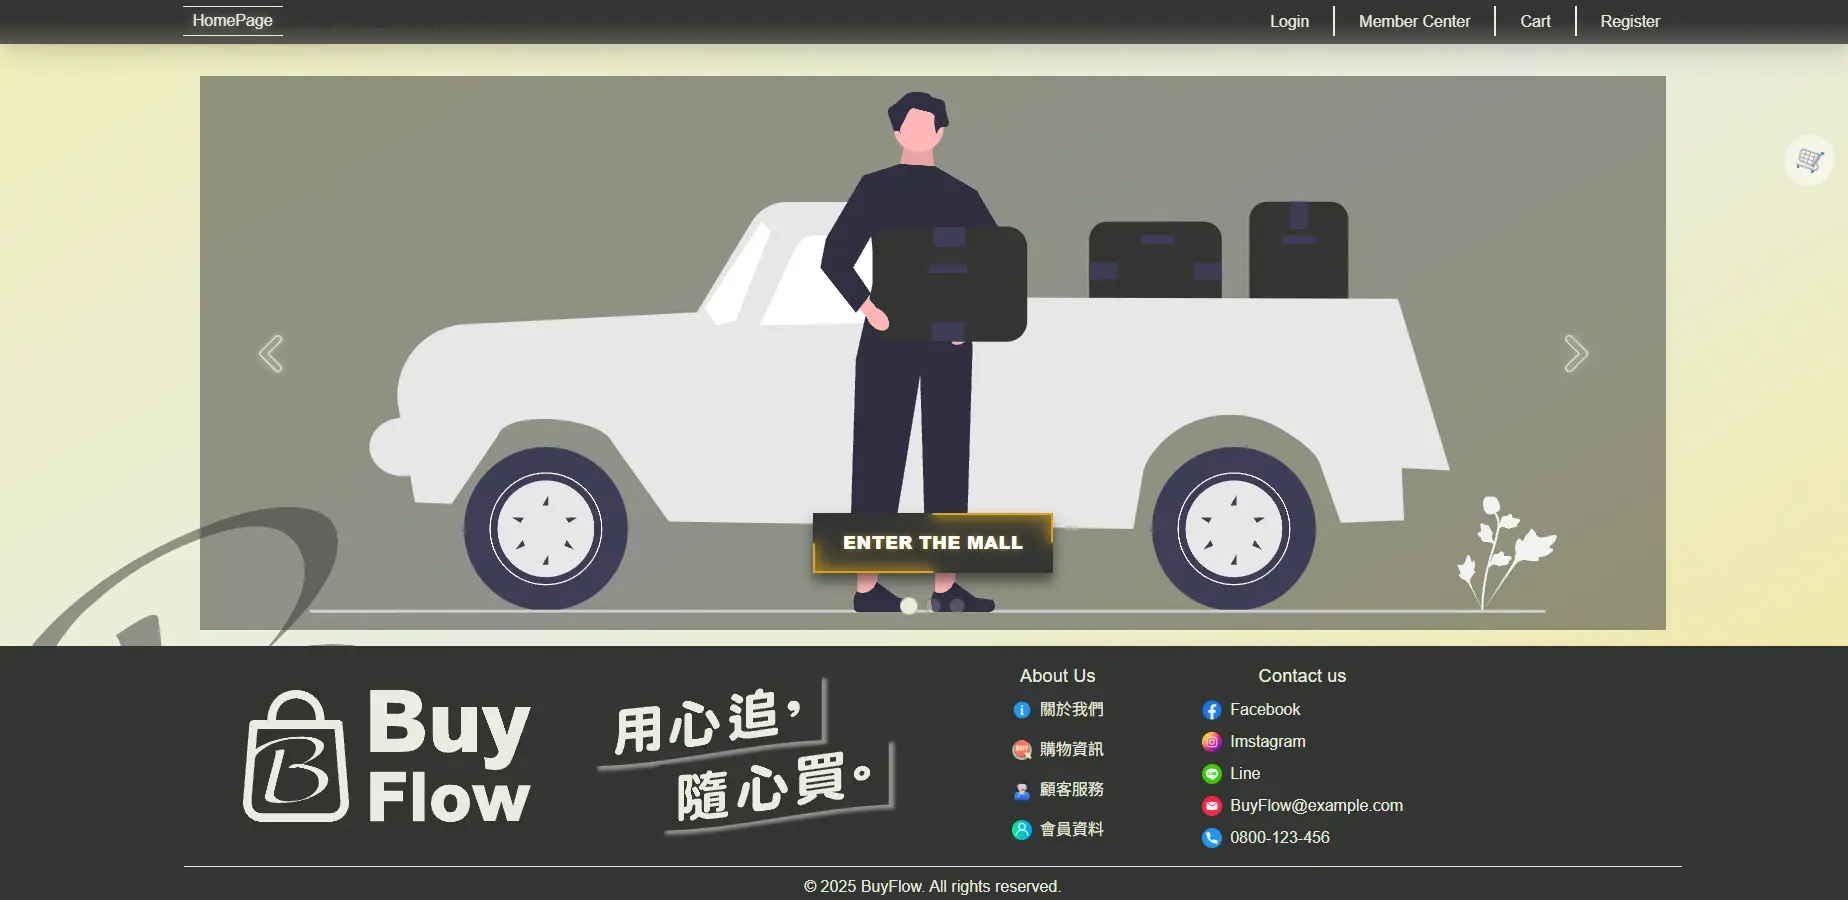 HomePage
Login
Member Center
Cart
Register
ENTER THE MALL
Buy
Flow
用心追，
隨心買。
About Us
關於我們
購物資訊
顧客服務
會員資料
Contact us
Facebook
Imstagram
Line
BuyFlow@example.com
0800-123-456
© 2025 BuyFlow. All rights reserved.